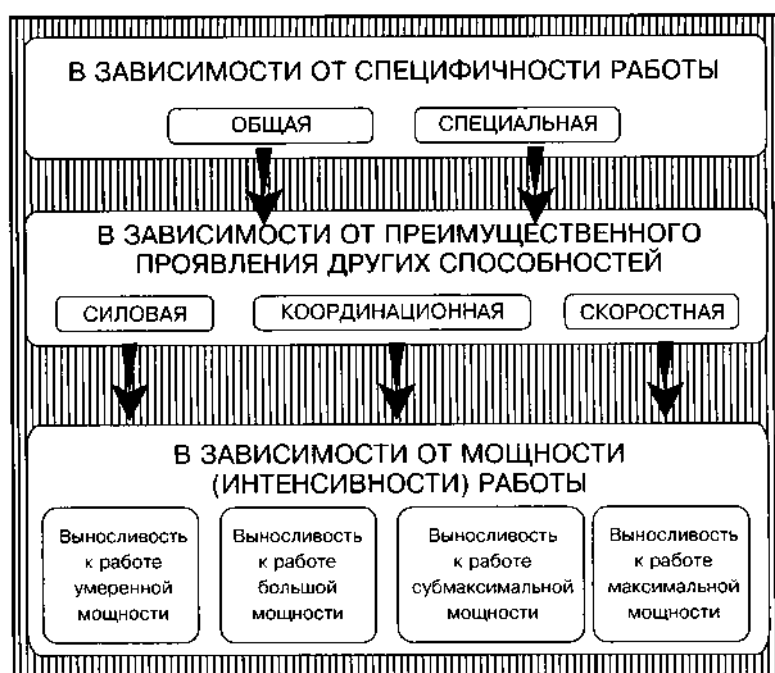 В ЗАВИСИМОСТИ ОТ СПЕЦИФИЧНОСТИ РАБОТЫ
ОБЩАЯ
СПЕЦИАЛЬНАЯ
В ЗАВИСИМОСТИ ОТ ПРЕИМУЩЕСТВЕННОГО
ПРОЯВЛЕНИЯ ДРУГИХ СПОСОБНОСТЕЙ
СИЛОВАЯ
КООРДИНАЦИОННАЯ
СКОРОСТНАЯ
В ЗАВИСИМОСТИ ОТ МОЩНОСТИ
(ИНТЕНСИВНОСТИ) РАБОТЫ
Выносливость
к работе
умеренной
мощности
Выносливость
к работе
большой
мощности
Выносливость
к работе
субмаксимальной
мощности
Выносливость
к работе
максимальной
мощности